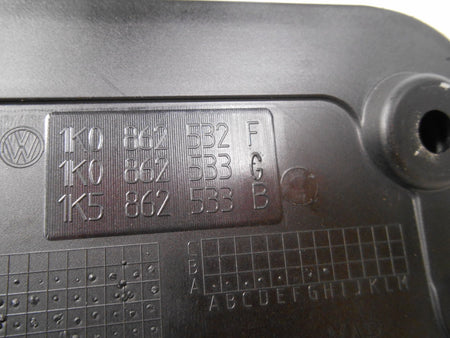 1K0 862 532 F
1K0 862 533 G
1K5 862 533 B
C
B
A
A B C D E F G H I J K L M